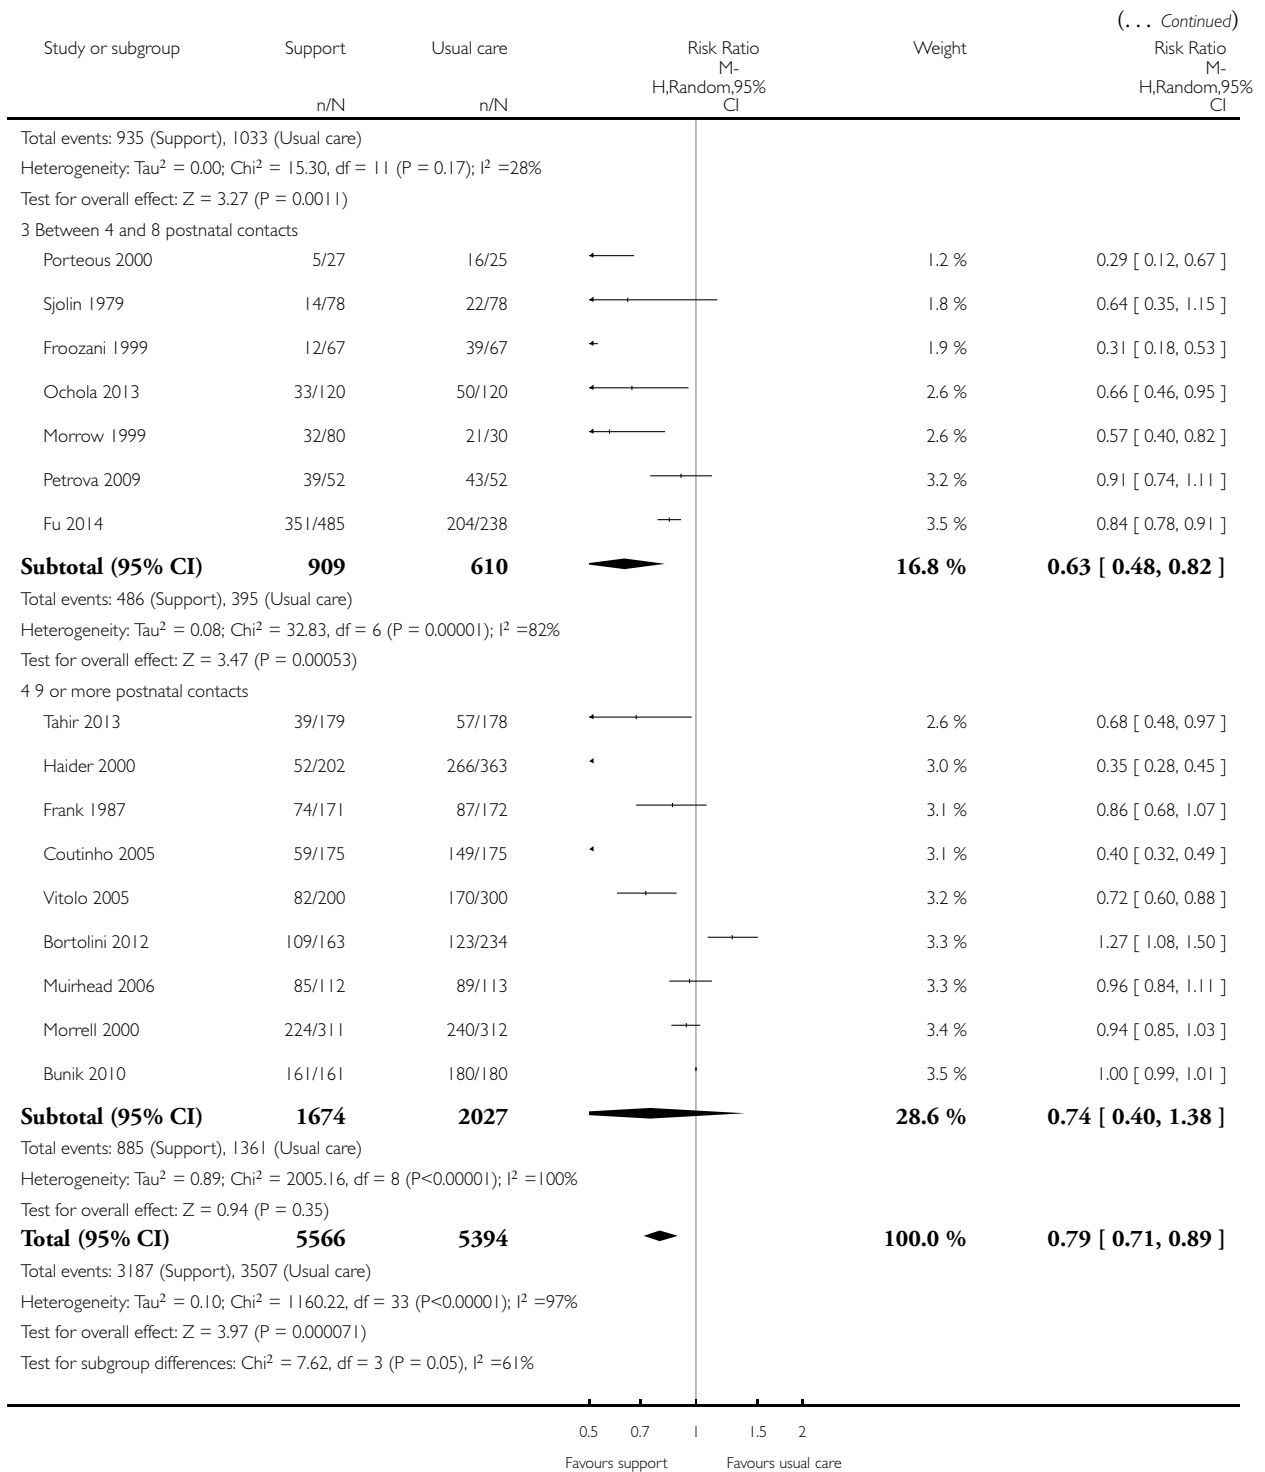 (... Continued)
Study or subgroup Support Usual care Risk Ratio Weight Risk Ratio
M- M-
H,Random,95% H,Random,95%
n/N n/N CI CI
Total events: 935 (Support), 1033 (Usual care)
Heterogeneity: Tau² = 0.00; Chi² = 15.30, df = 11 (P = 0.17); I² =28%
Test for overall effect: Z = 3.27 (P = 0.0011)
3 Between 4 and 8 postnatal contacts
Porteous 2000 5/27 16/25 1.2 % 0.29 [ 0.12, 0.67 ]
Sjolin 1979 14/78 22/78 1.8 % 0.64 [ 0.35, 1.15 ]
Froozani 1999 12/67 39/67 1.9 % 0.31 [ 0.18, 0.53 ]
Ochola 2013 33/120 50/120 2.6 % 0.66 [ 0.46, 0.95 ]
Morrow 1999 32/80 21/30 2.6 % 0.57 [ 0.40, 0.82 ]
Petrova 2009 39/52 43/52 3.2 % 0.91 [ 0.74, 1.11 ]
Fu 2014 351/485 204/238 3.5 % 0.84 [ 0.78, 0.91 ]
Subtotal (95% CI) 909 610 16.8 % 0.63 [ 0.48, 0.82 ]
Total events: 486 (Support), 395 (Usual care)
Heterogeneity: Tau² = 0.08; Chi² = 32.83, df = 6 (P = 0.00001); I² =82%
Test for overall effect: Z = 3.47 (P = 0.00053)
4 9 or more postnatal contacts
Tahir 2013 39/179 57/178 2.6 % 0.68 [ 0.48, 0.97 ]
Haider 2000 52/202 266/363 3.0 % 0.35 [ 0.28, 0.45 ]
Frank 1987 74/171 87/172 3.1 % 0.86 [ 0.68, 1.07 ]
Coutinho 2005 59/175 149/175 3.1 % 0.40 [ 0.32, 0.49 ]
Vitolo 2005 82/200 170/300 3.2 % 0.72 [ 0.60, 0.88 ]
Bortolini 2012 109/163 123/234 3.3 % 1.27 [ 1.08, 1.50 ]
Muirhead 2006 85/112 89/113 3.3 % 0.96 [ 0.84, 1.11 ]
Morrell 2000 224/311 240/312 3.4 % 0.94 [ 0.85, 1.03 ]
Bunik 2010 161/161 180/180 3.5 % 1.00 [ 0.99, 1.01 ]
Subtotal (95% CI) 1674 2027 28.6 % 0.74 [ 0.40, 1.38 ]
Total events: 885 (Support), 1361 (Usual care)
Heterogeneity: Tau² = 0.89; Chi² = 2005.16, df = 8 (P<0.00001); I² =100%
Test for overall effect: Z = 0.94 (P = 0.35)
Total (95% CI) 5566 5394 100.0 % 0.79 [ 0.71, 0.89 ]
Total events: 3187 (Support), 3507 (Usual care)
Heterogeneity: Tau² = 0.10; Chi² = 1160.22, df = 33 (P<0.00001); I² =97%
Test for overall effect: Z = 3.97 (P = 0.000071)
Test for subgroup differences: Chi² = 7.62, df = 3 (P = 0.05), I² =61%
0.5 0.7 1 1.5 2
Favours support Favours usual care